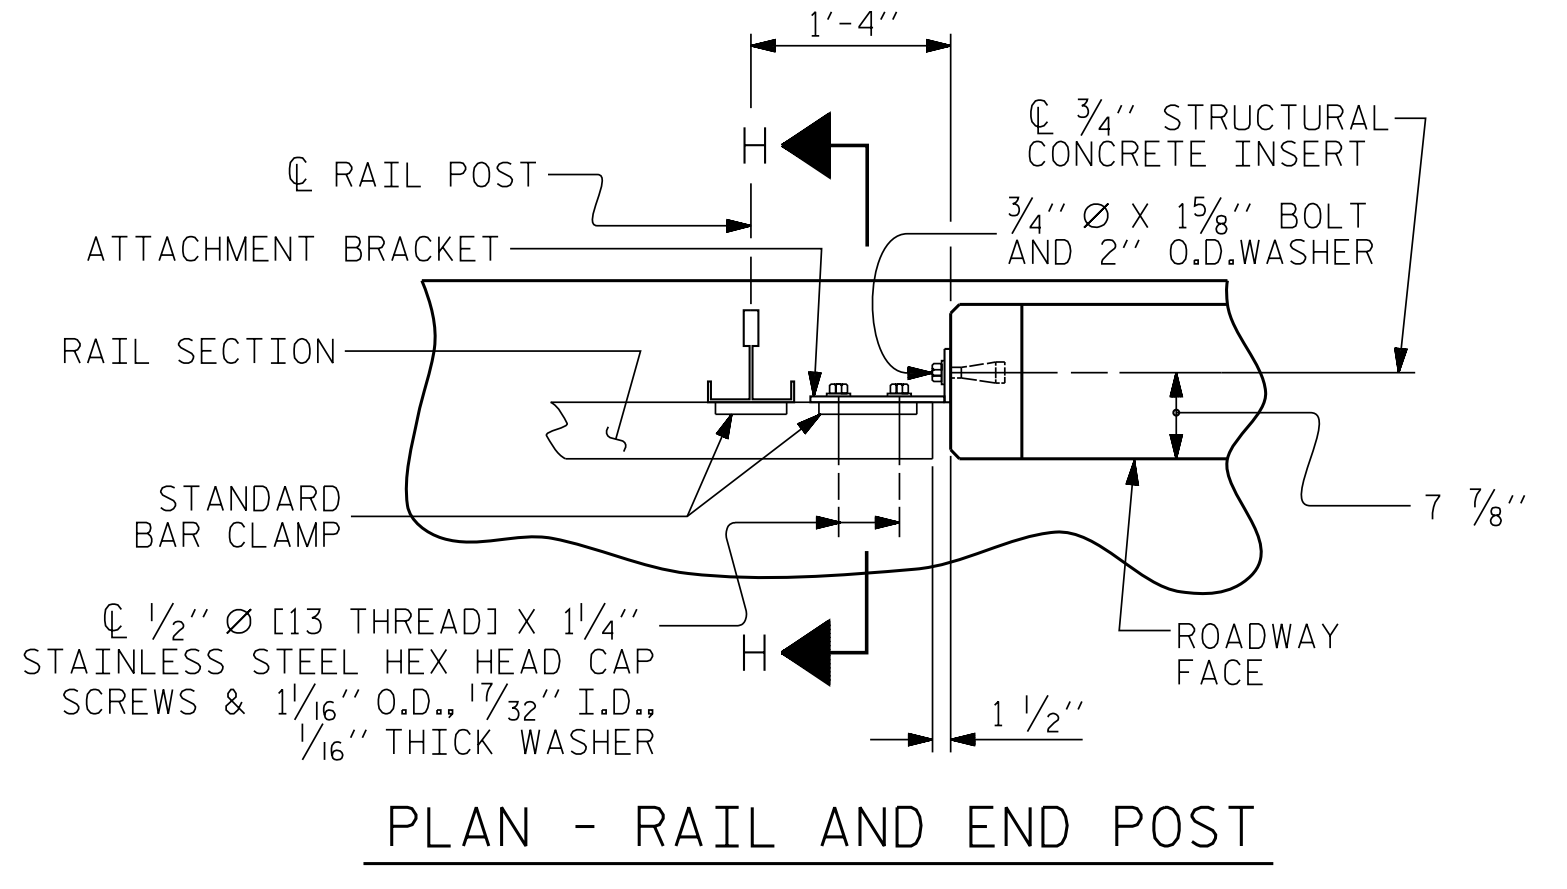 1'-4"
H
℄ 3/4" STRUCTURAL
CONCRETE INSERT
℄ RAIL POST
3/4" Ø X 1 5/8" BOLT
AND 2" O.D.WASHER
ATTACHMENT BRACKET
RAIL SECTION
STANDARD
BAR CLAMP
7 7/8"
℄ 1/2" Ø [13 THREAD] X 1 1/4"
STAINLESS STEEL HEX HEAD CAP
SCREWS & 1 1/16" O.D., 17/32" I.D.,
1/16" THICK WASHER
H
ROADWAY
FACE
1 1/2"
PLAN - RAIL AND END POST